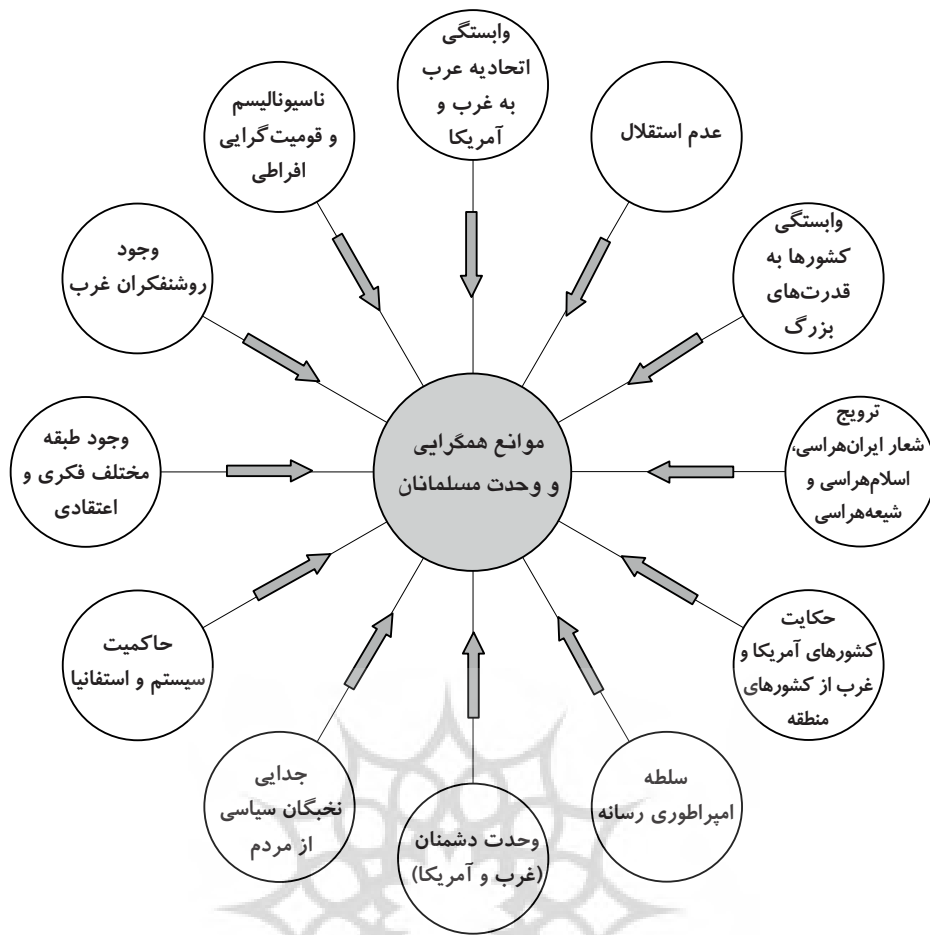 وابستگی
اتحادیه عرب
به غرب و
آمریکا
عدم استقلال
وابستگی
کشورها به
قدرت‌های
بزرگ
ترویج
شعار ایران‌هراسی،
اسلام‌هراسی و
شیعه‌هراسی
حکایت
کشورهای آمریکا و
غرب از کشورهای
منطقه
سلطه
امپراطوری رسانه
وحدت دشمنان
(غرب و آمریکا)
جدایی
نخبگان سیاسی
از مردم
حاکمیت
سیستم و استفانیا
وجود طبقه
مختلف فکری و
اعتقادی
وجود
روشنفکران غرب
ناسیونالیسم
و قومیت‌گرایی
افراطی
موانع همگرایی
و وحدت مسلمانان